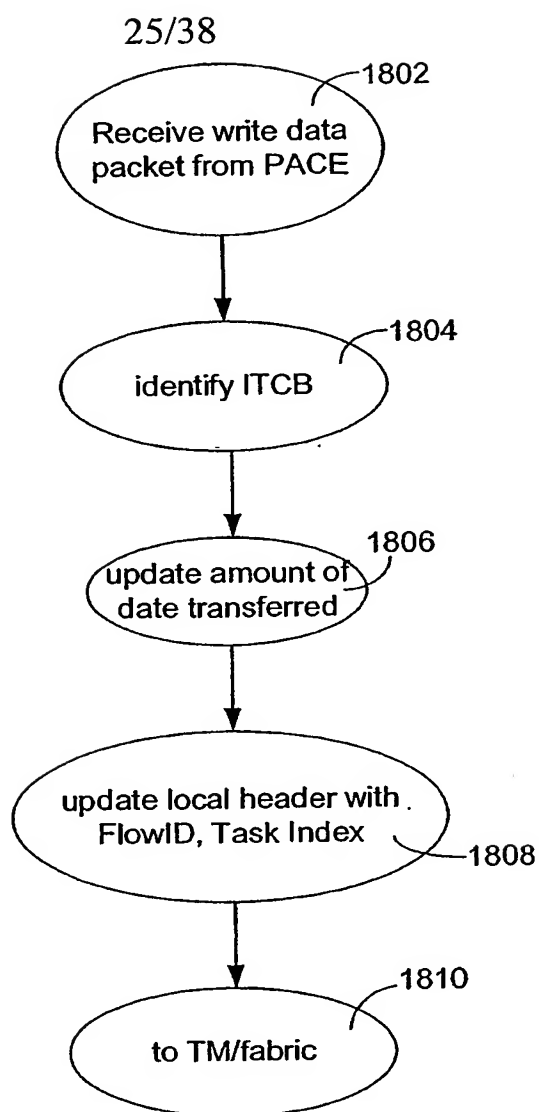 25/38
1802
Receive write data
packet from PACE
1804
identify ITCB
1806
update amount of
date transferred
update local header with.
FlowID, Task Index
1808
1810
to TM/fabric